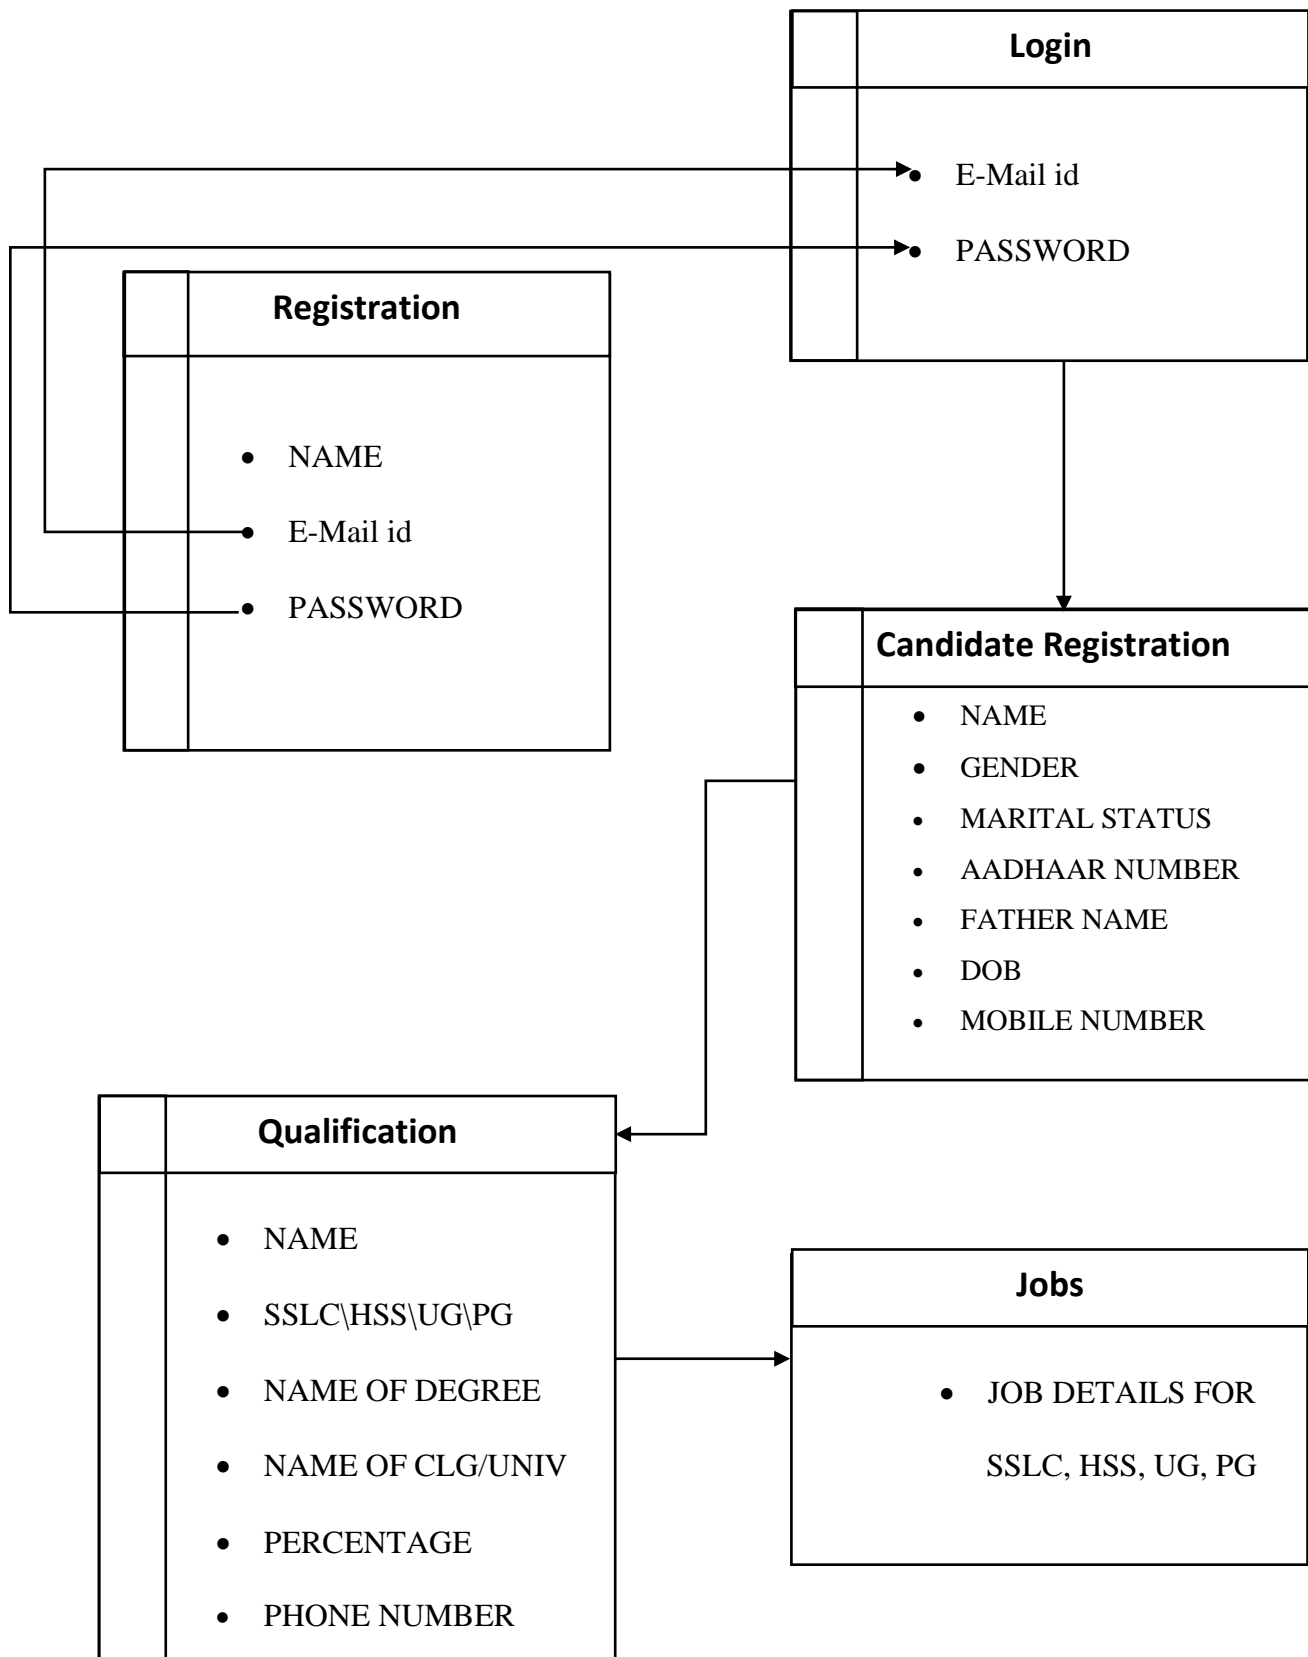 Login
• E-Mail id
• PASSWORD
Registration
• NAME
• E-Mail id
• PASSWORD
Candidate Registration
• NAME
• GENDER
• MARITAL STATUS
• AADHAAR NUMBER
• FATHER NAME
• DOB
• MOBILE NUMBER
Qualification
• NAME
• SSLC\HSS\UG\PG
• NAME OF DEGREE
• NAME OF CLG/UNIV
• PERCENTAGE
• PHONE NUMBER
Jobs
• JOB DETAILS FOR
SSLC, HSS, UG, PG